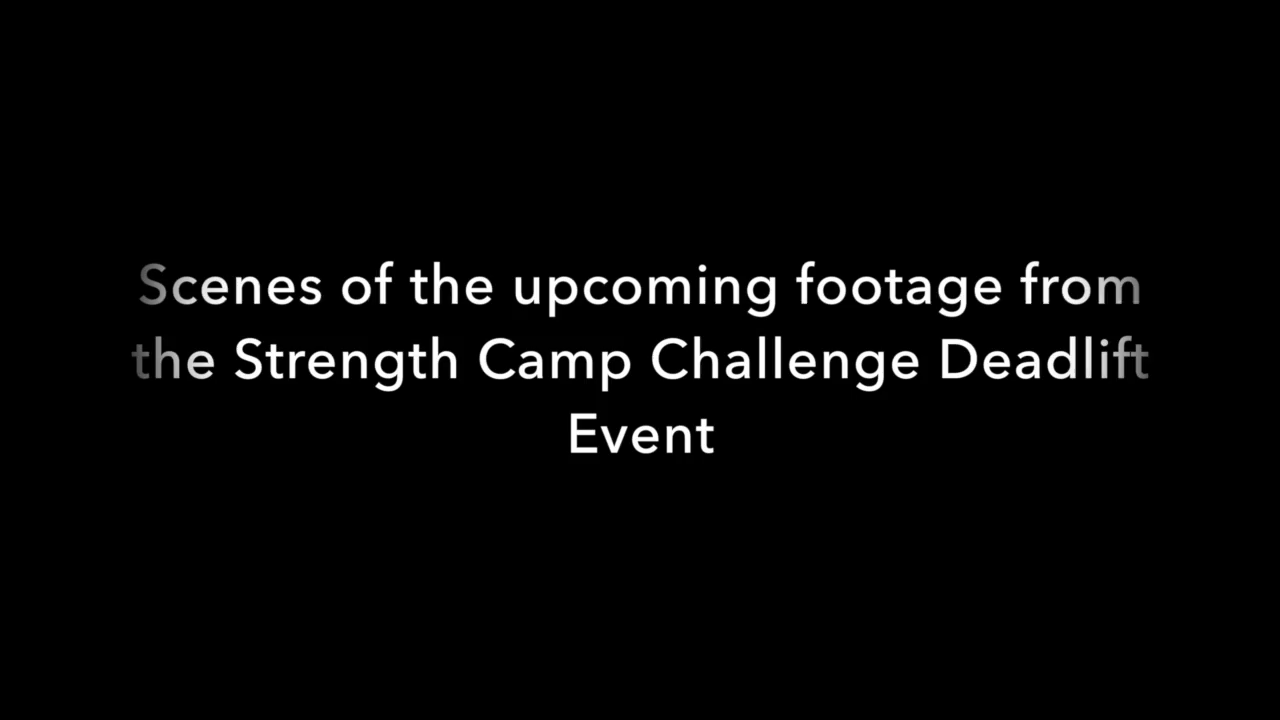 Scenes of the upcoming footage from
the Strength Camp Challenge Deadlift
Event